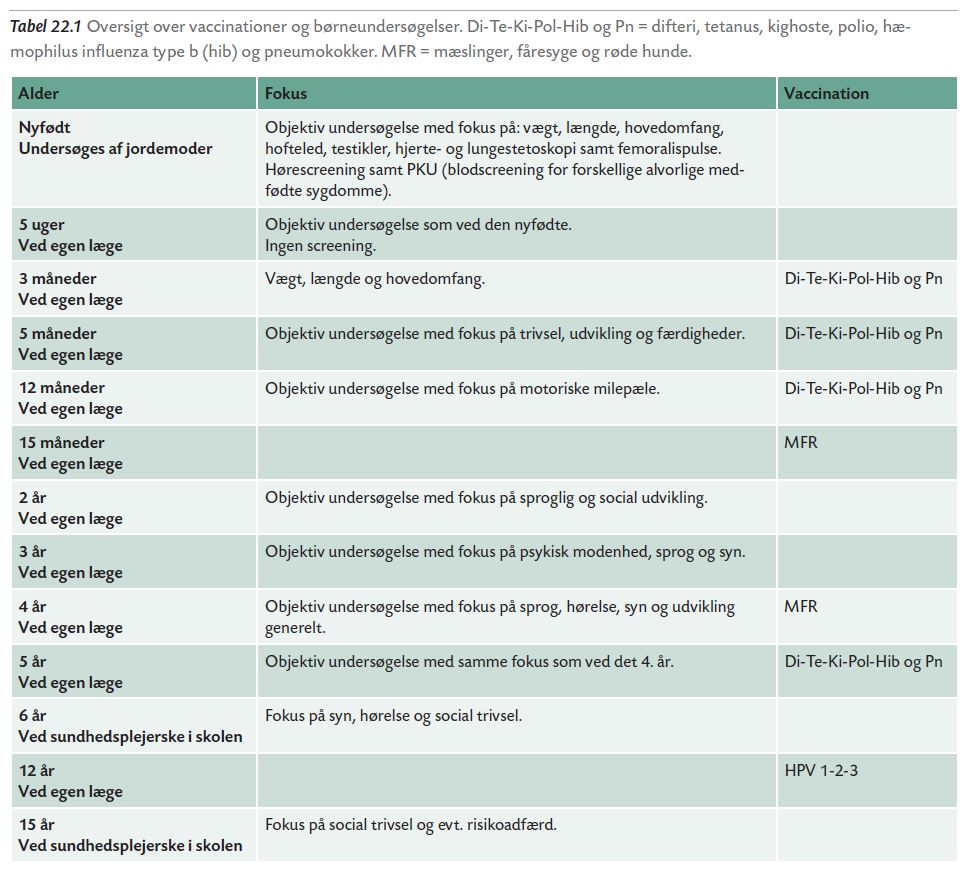 Tabel 22.1 Oversigt over vaccinationer og børneundersøgelser. Di-Te-Ki-Pol-Hib og Pn = difteri, tetanus, kighoste, polio, hæ-
mophilus influenza type b (hib) og pneumokokker. MFR = mæslinger, fåresyge og røde hunde.
Alder Fokus Vaccination
Nyfødt Objektiv undersøgelse med fokus på: vægt, længde, hovedomfang,
Undersøges af jordemoder hofteled, testikler, hjerte- og lungestetoskopi samt femoralispulse.
Hørescreening samt PKU (blodscreening for forskellige alvorlige med-
fødte sygdomme).
5 uger Objektiv undersøgelse som ved den nyfødte.
Ved egen læge Ingen screening.
3 måneder Vægt, længde og hovedomfang. Di-Te-Ki-Pol-Hib og Pn
Ved egen læge
5 måneder Objektiv undersøgelse med fokus på trivsel, udvikling og færdigheder. Di-Te-Ki-Pol-Hib og Pn
Ved egen læge
12 måneder Objektiv undersøgelse med fokus på motoriske milepæle. Di-Te-Ki-Pol-Hib og Pn
Ved egen læge
15 måneder MFR
Ved egen læge
2 år Objektiv undersøgelse med fokus på sproglig og social udvikling.
Ved egen læge
3 år Objektiv undersøgelse med fokus på psykisk modenhed, sprog og syn.
Ved egen læge
4 år Objektiv undersøgelse med fokus på sprog, hørelse, syn og udvikling MFR
Ved egen læge generelt.
5 år Objektiv undersøgelse med samme fokus som ved det 4. år. Di-Te-Ki-Pol-Hib og Pn
Ved egen læge
6 år Fokus på syn, hørelse og social trivsel.
Ved sundhedsplejerske i skolen
12 år HPV 1-2-3
Ved egen læge
15 år Fokus på social trivsel og evt. risikoadfærd.
Ved sundhedsplejerske i skolen